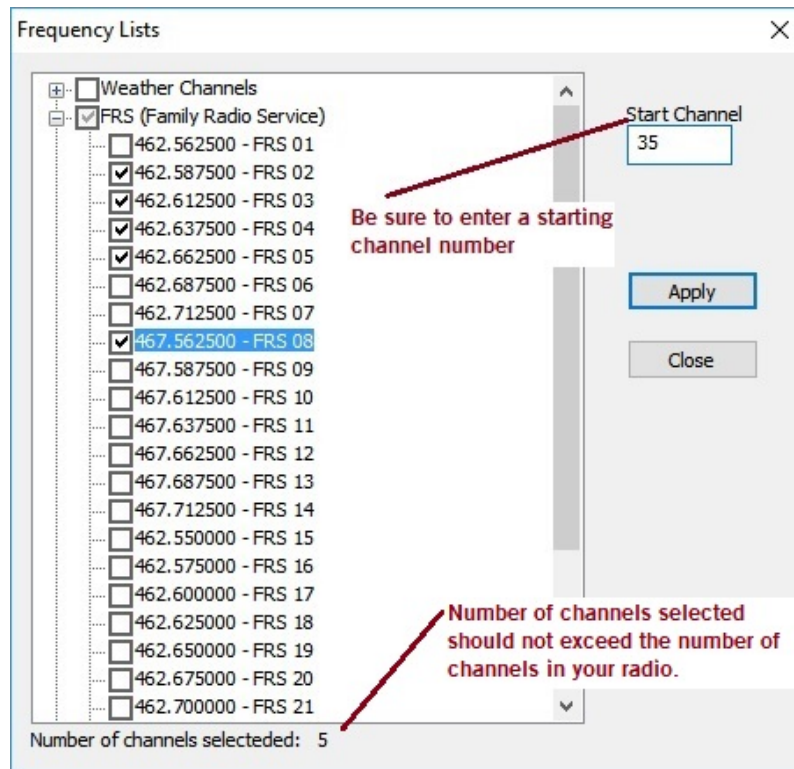 Frequency Lists
Weather Channels
FRS (Family Radio Service)
462.562500 - FRS 01
462.587500 - FRS 02
462.612500 - FRS 03
462.637500 - FRS 04
462.662500 - FRS 05
462.687500 - FRS 06
462.712500 - FRS 07
467.562500 - FRS 08
467.587500 - FRS 09
467.612500 - FRS 10
467.637500 - FRS 11
467.662500 - FRS 12
467.687500 - FRS 13
467.712500 - FRS 14
462.550000 - FRS 15
462.575000 - FRS 16
462.600000 - FRS 17
462.625000 - FRS 18
462.650000 - FRS 19
462.675000 - FRS 20
462.700000 - FRS 21
Number of channels selecteded: 5
Start Channel
35
Be sure to enter a starting
channel number
Apply
Close
Number of channels selected
should not exceed the number of
channels in your radio.